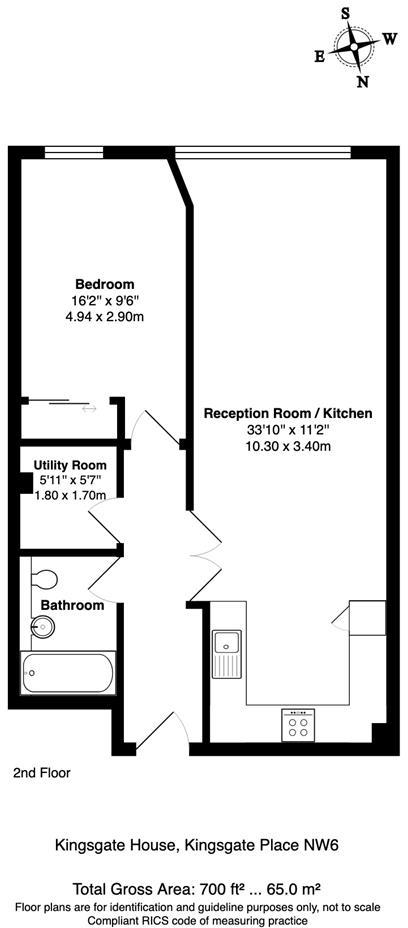 S
W
E
N
Bedroom
16'2" x 9'6"
4.94 x 2.90m
Reception Room / Kitchen
33'10" x 11'2"
10.30 x 3.40m
Utility Room
5'11" x 5'7"
1.80 x 1.70m
Bathroom
2nd Floor
Kingsgate House, Kingsgate Place NW6
Total Gross Area: 700 ft² ... 65.0 m²
Floor plans are for identification and guideline purposes only, not to scale
Compliant RICS code of measuring practice